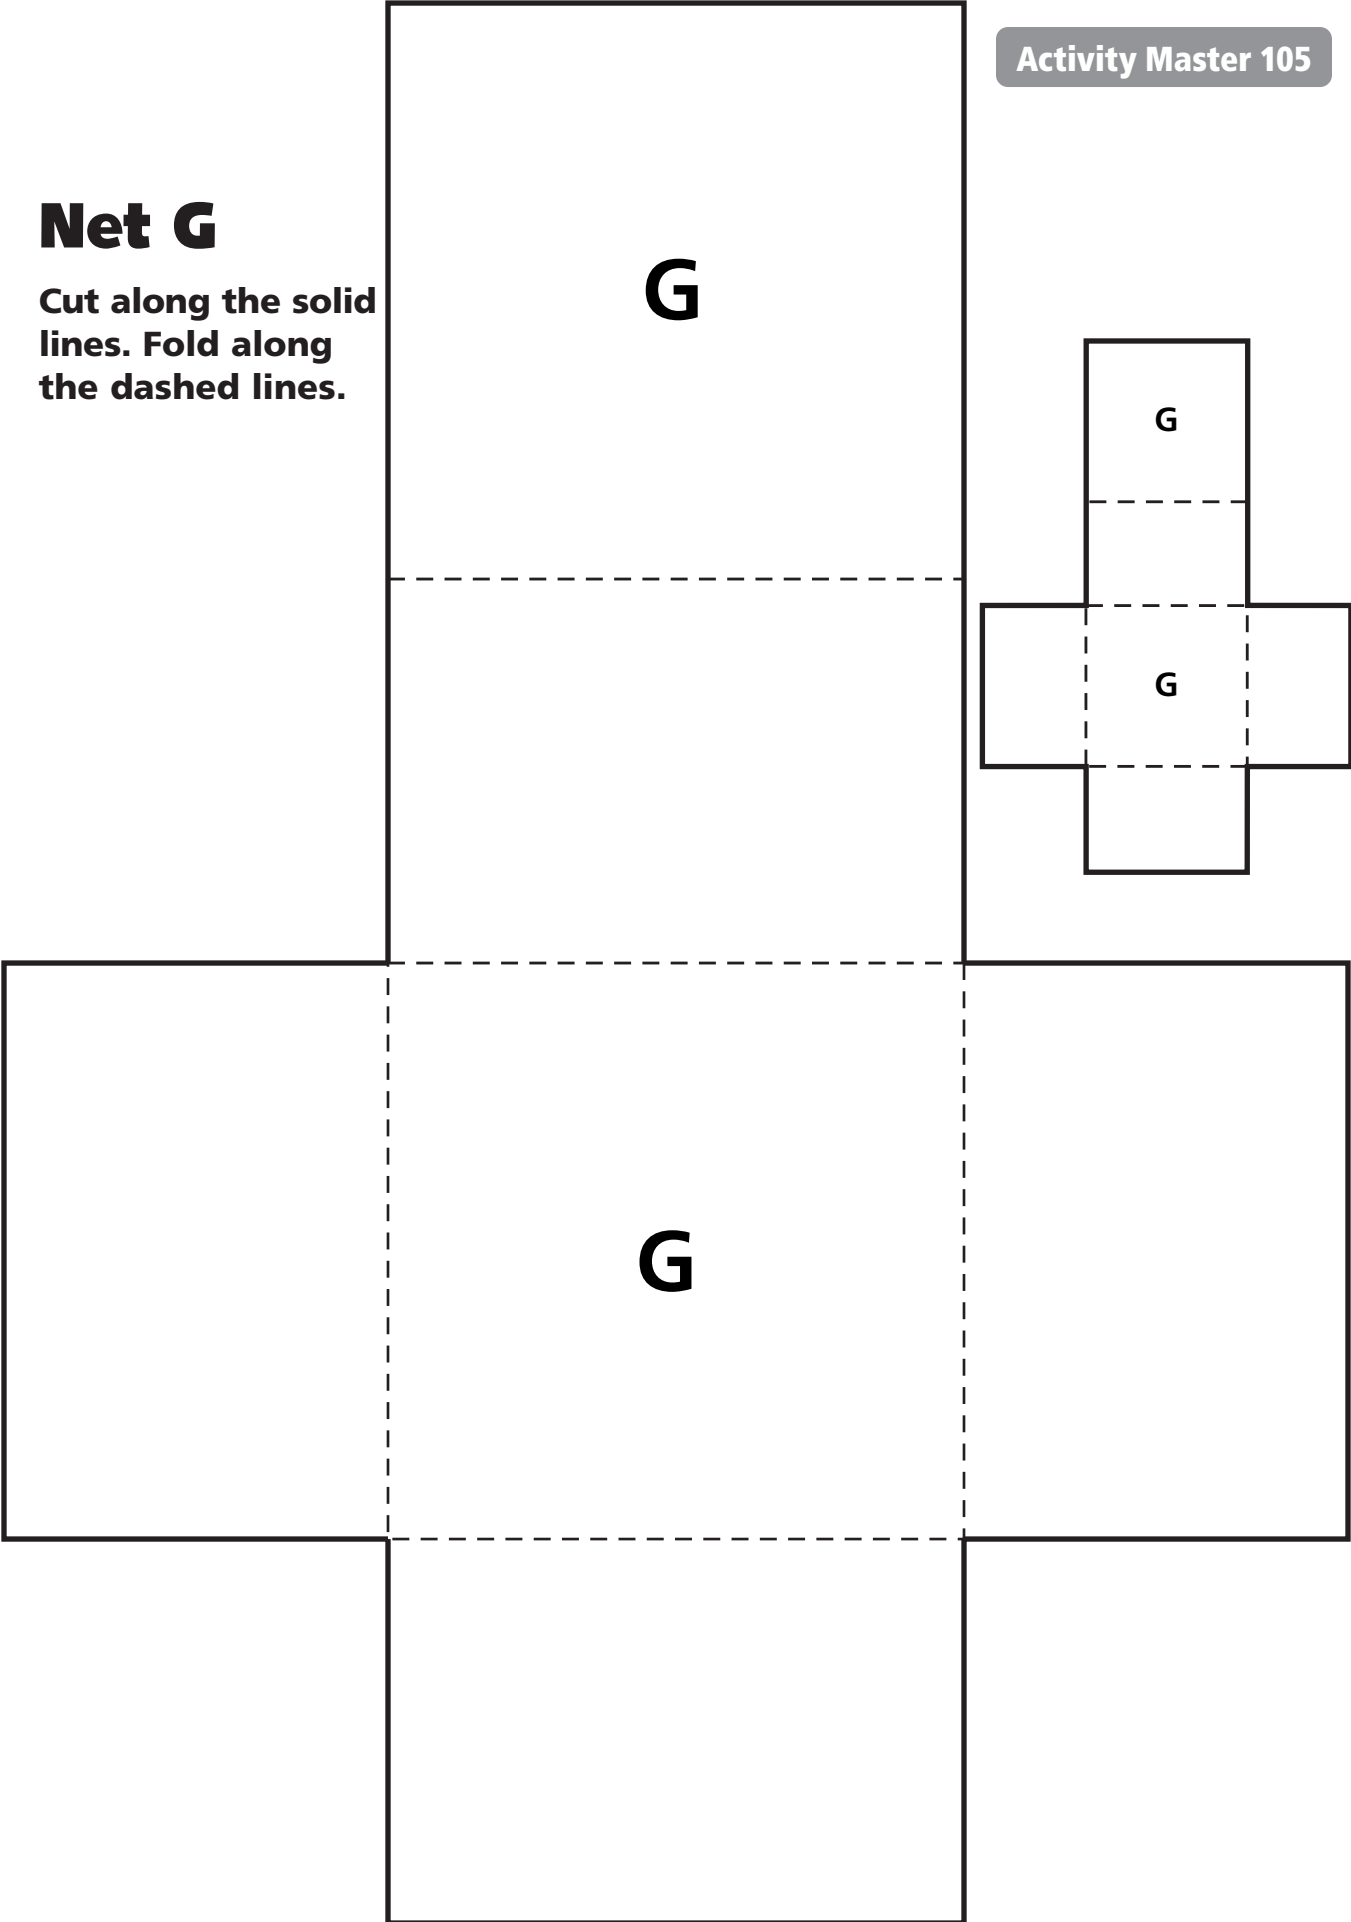 Activity Master 105
Net G
Cut along the solid
lines. Fold along
the dashed lines.
G
G
G
G